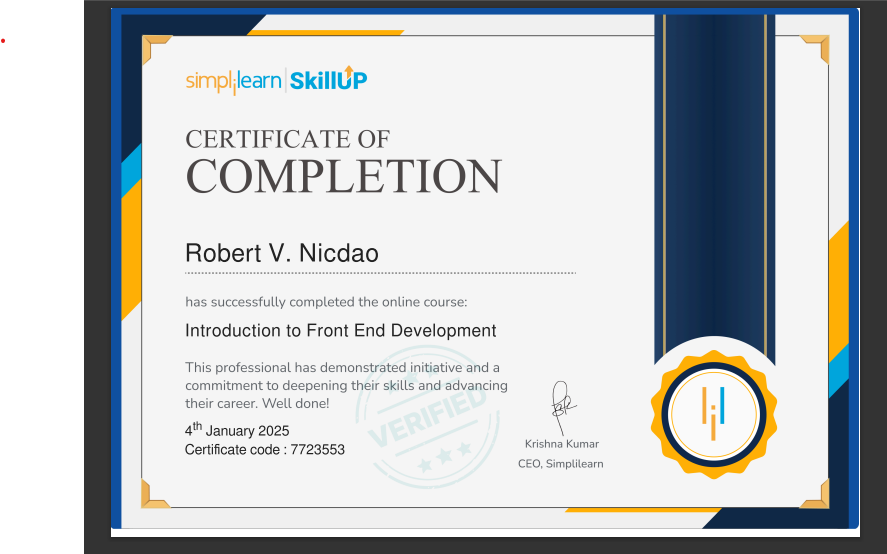 simplilearn | SkillUP
CERTIFICATE OF
COMPLETION
Robert V. Nicdao
has successfully completed the online course:
Introduction to Front End Development
This professional has demonstrated initiative and a
commitment to deepening their skills and advancing
their career. Well done!
VERIFIED
4th January 2025
Certificate code : 7723553
Krishna Kumar
CEO, Simplilearn